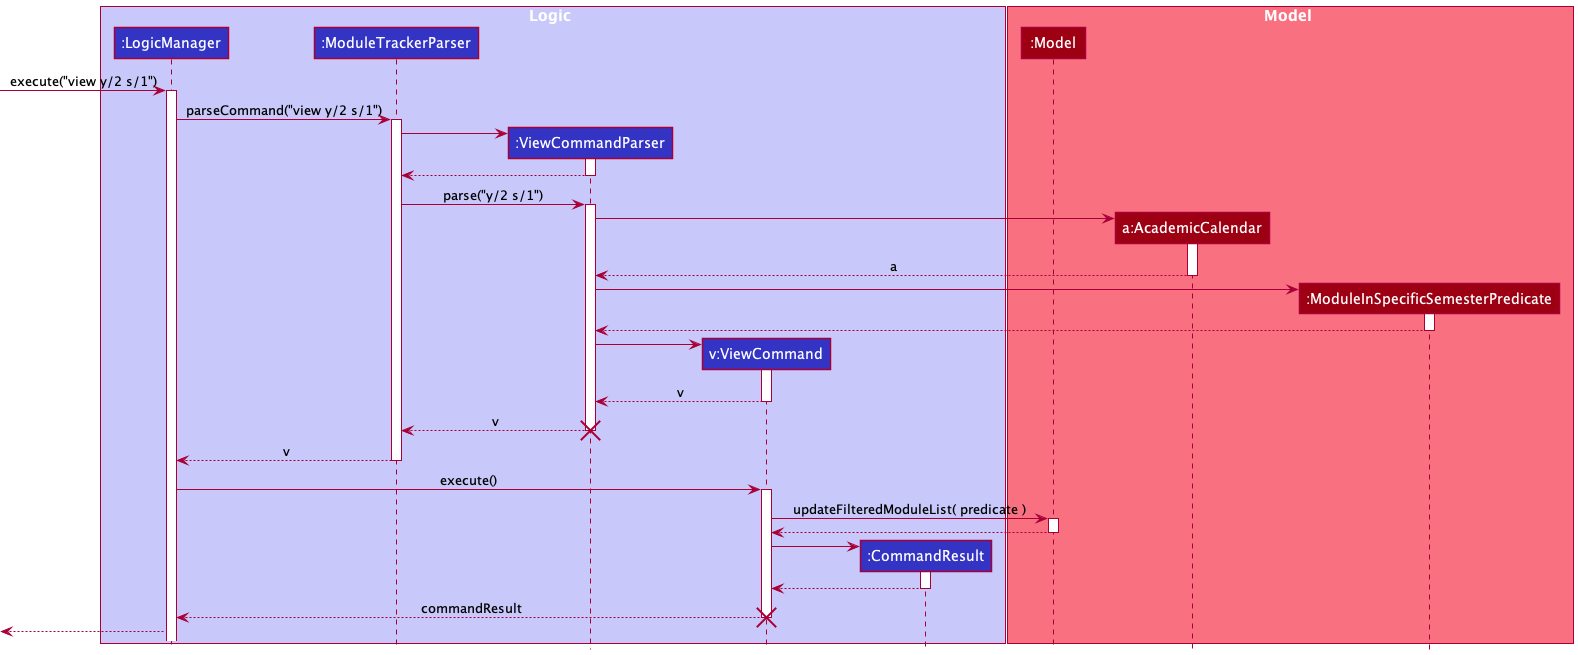 Logic
Model
:LogicManager
:ModuleTrackerParser
:Model
execute("view y/2 s/1")
parseCommand("view y/2 s/1")
:ViewCommandParser
parse("y/2 s/1")
a:AcademicCalendar
a
:ModuleInSpecificSemesterPredicate
v:ViewCommand
v
v
v
execute()
updateFilteredModuleList( predicate )
:CommandResult
commandResult